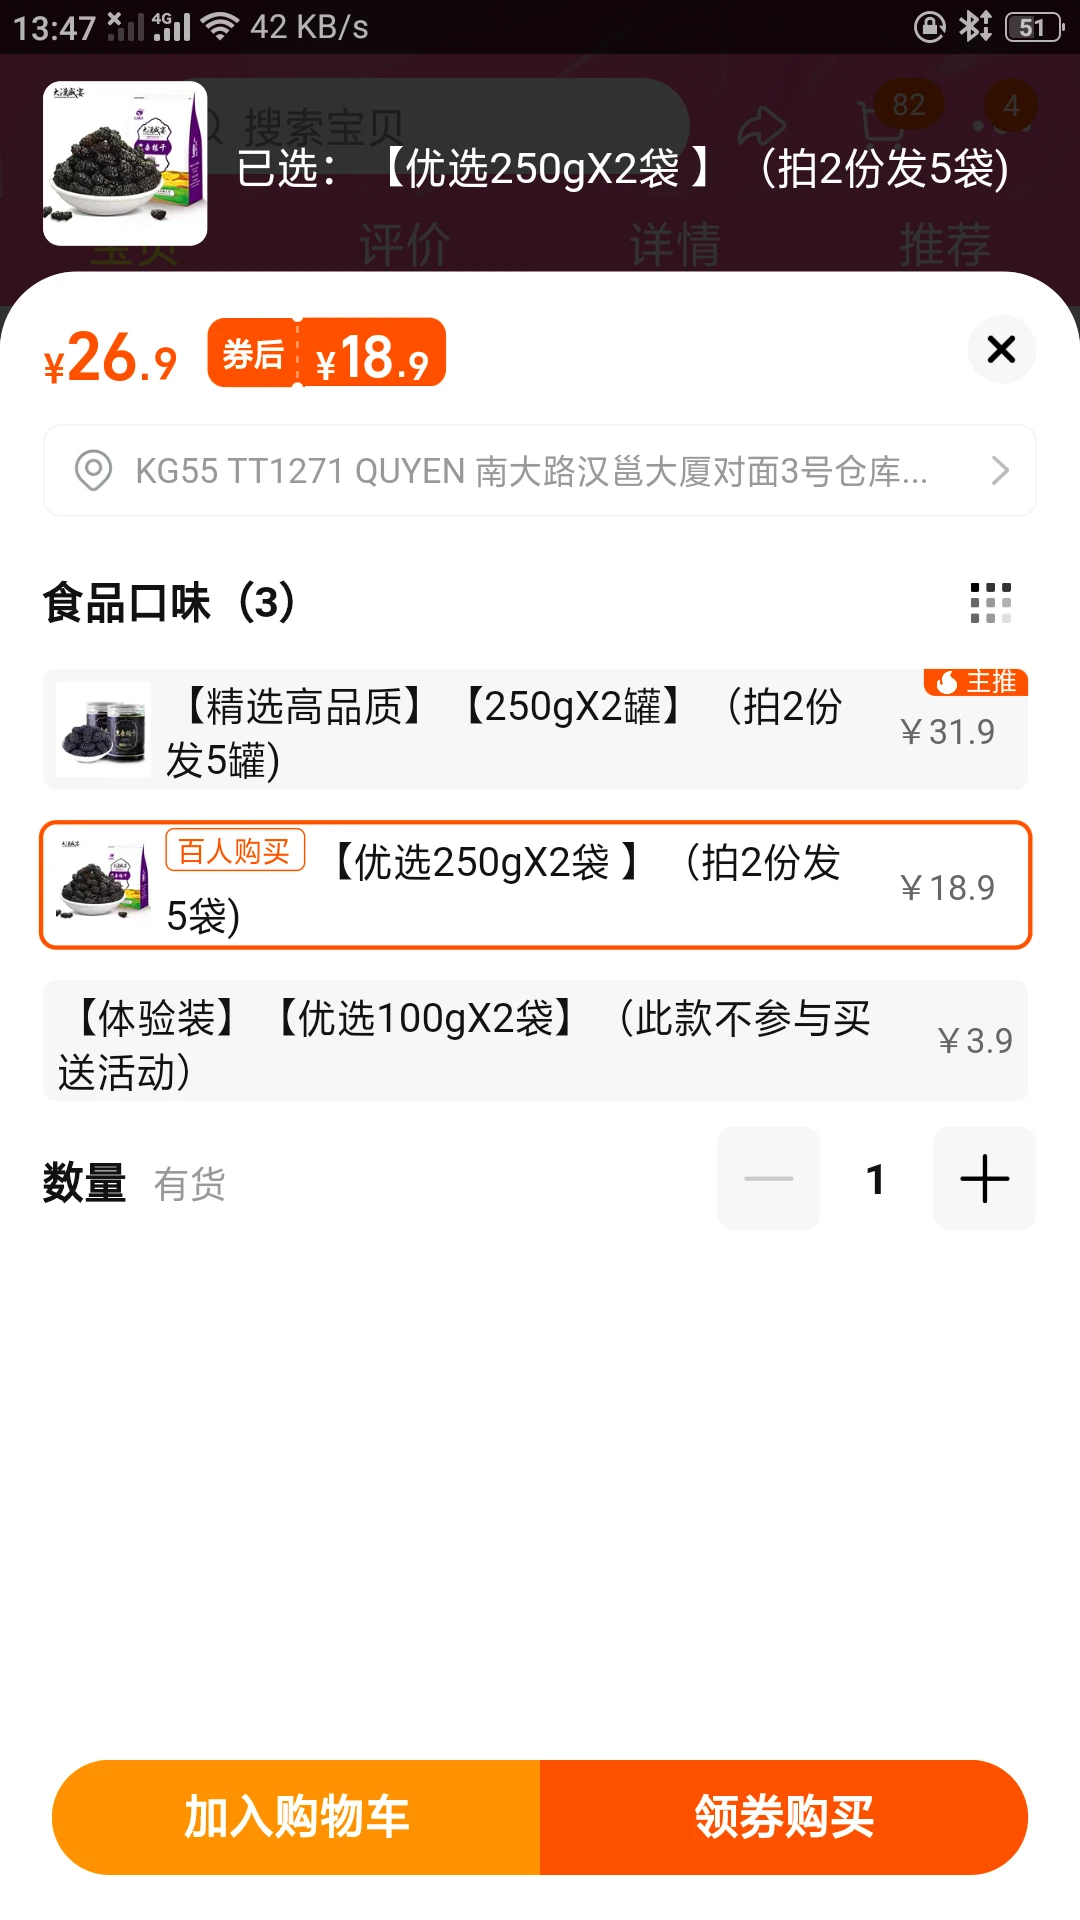 13:47 4G 42 KB/s 51
搜索宝贝 82 4
大漠盛宴
已选：【优选250gX2袋 】（拍2份发5袋)
宝贝 评价 详情 推荐
¥26.9 券后 ¥18.9
KG55 TT1271 QUYEN 南大路汉邕大厦对面3号仓库...
食品口味（3）
主推
【精选高品质】【250gX2罐】（拍2份
发5罐)
￥31.9
百人购买 【优选250gX2袋 】（拍2份发
5袋)
￥18.9
【体验装】【优选100gX2袋】（此款不参与买
送活动）
￥3.9
数量 有货 1
加入购物车 领券购买